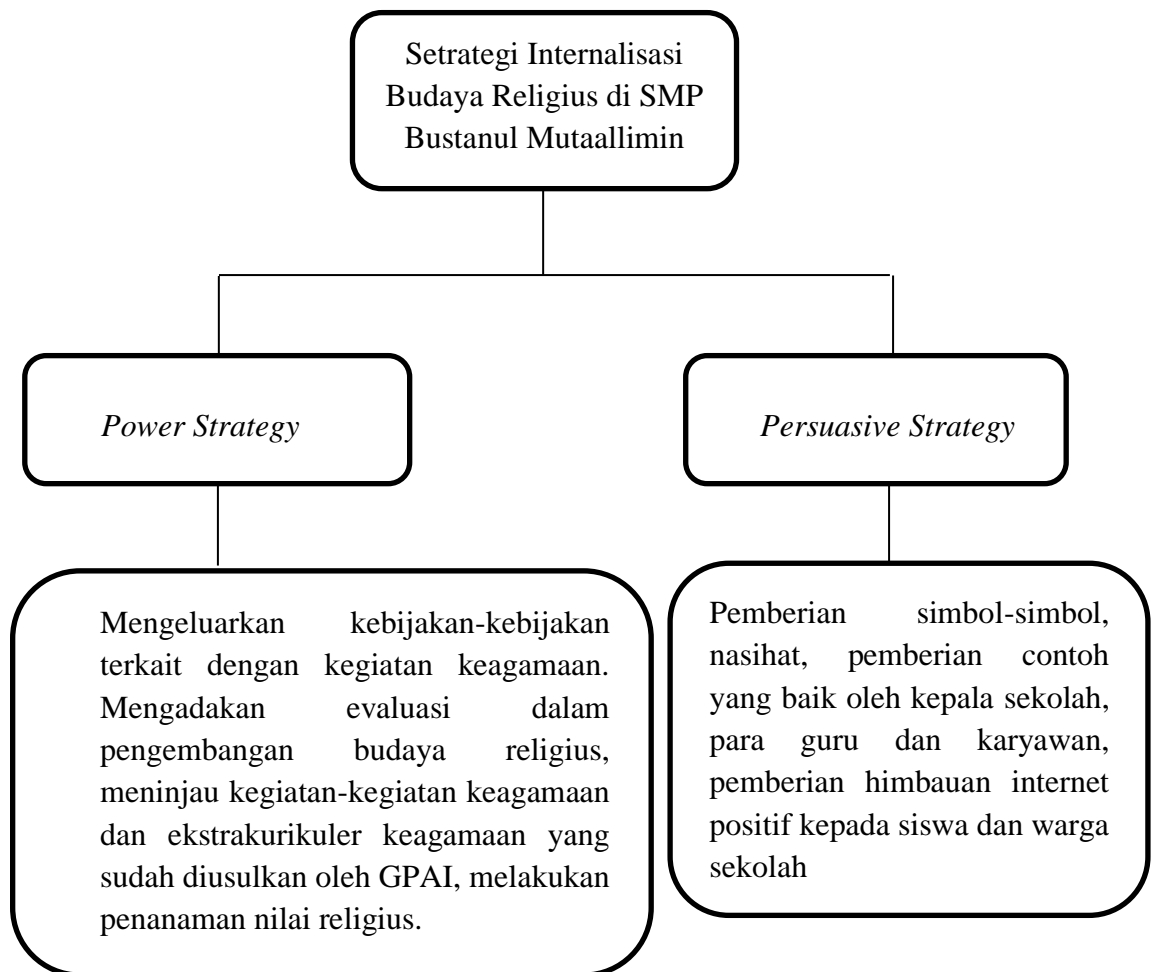 Setrategi Internalisasi
Budaya Religius di SMP
Bustanul Mutaallimin
Power Strategy
Persuasive Strategy
Mengeluarkan kebijakan-kebijakan
terkait dengan kegiatan keagamaan.
Mengadakan evaluasi dalam
pengembangan budaya religius,
meninjau kegiatan-kegiatan keagamaan
dan ekstrakurikuler keagamaan yang
sudah diusulkan oleh GPAI, melakukan
penanaman nilai religius.
Pemberian simbol-simbol,
nasihat, pemberian contoh
yang baik oleh kepala sekolah,
para guru dan karyawan,
pemberian himbauan internet
positif kepada siswa dan warga
sekolah